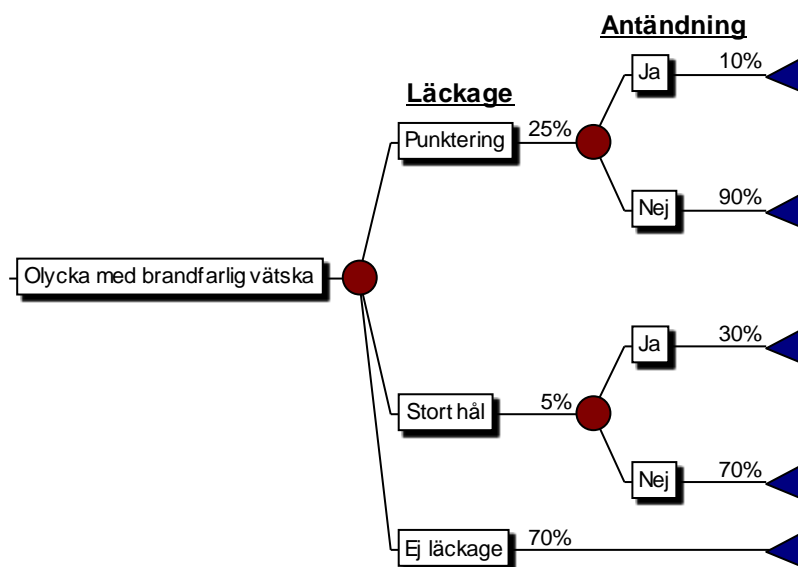 Antändning
Ja 10%
Läckage
Punktering 25%
Nej 90%
Olycka med brandfarlig vätska
Ja 30%
Stort hål 5%
Nej 70%
Ej läckage 70%